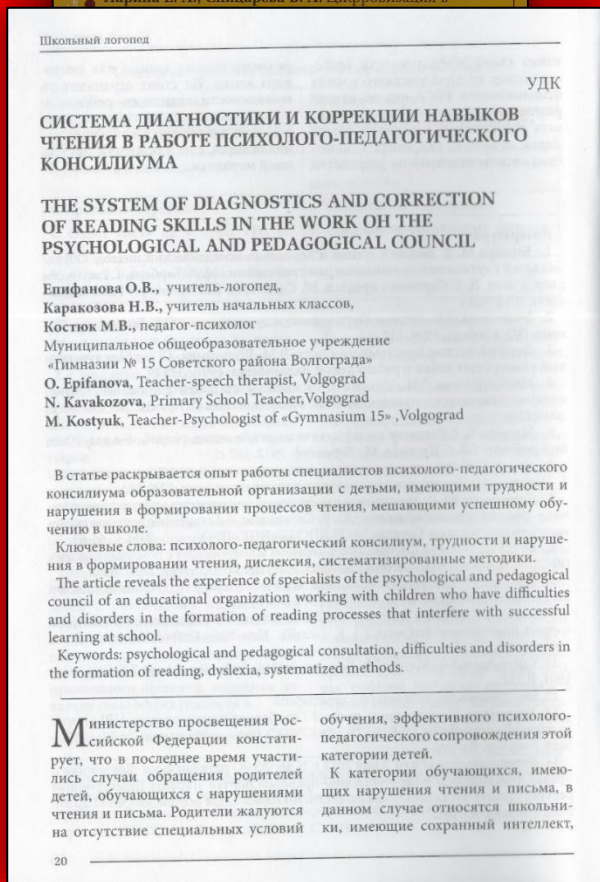 Школьный логопед
УДК
СИСТЕМА ДИАГНОСТИКИ И КОРРЕКЦИИ НАВЫКОВ
ЧТЕНИЯ В РАБОТЕ ПСИХОЛОГО-ПЕДАГОГИЧЕСКОГО
КОНСИЛИУМА
THE SYSTEM OF DIAGNOSTICS AND CORRECTION
OF READING SKILLS IN THE WORK OH THE
PSYCHOLOGICAL AND PEDAGOGICAL COUNCIL
Епифанова О.В., учитель-логопед,
Каракозова Н.В., учитель начальных классов,
Костюк М.В., педагог-психолог
Муниципальное общеобразовательное учреждение
«Гимназии № 15 Советского района Волгограда»
O. Epifanova, Teacher-speech therapist, Volgograd
N. Kavakozova, Primary School Teacher,Volgograd
M. Kostyuk, Teacher-Psychologist of «Gymnasium 15» ,Volgograd
В статье раскрывается опыт работы специалистов психолого-педагогического
консилиума образовательной организации с детьми, имеющими трудности и
нарушения в формировании процессов чтения, мешающими успешному обу-
чению в школе.
Ключевые слова: психолого-педагогический консилиум, трудности и наруше-
ния в формировании чтения, дислексия, систематизированные методики.
The article reveals the experience of specialists of the psychological and pedagogical
council of an educational organization working with children who have difficulties
and disorders in the formation of reading processes that interfere with successful
learning at school.
Keywords: psychological and pedagogical consultation, difficulties and disorders in
the formation of reading, dyslexia, systematized methods.
Министерство просвещения Рос-
сийской Федерации констати-
рует, что в последнее время участи-
лись случаи обращения родителей
детей, обучающихся с нарушениями
чтения и письма. Родители жалуются
на отсутствие специальных условий
обучения, эффективного психолого-
педагогического сопровождения этой
категории детей.
К категории обучающихся, имею-
щих нарушения чтения и письма, в
данном случае относятся школьни-
ки, имеющие сохранный интеллект,
20